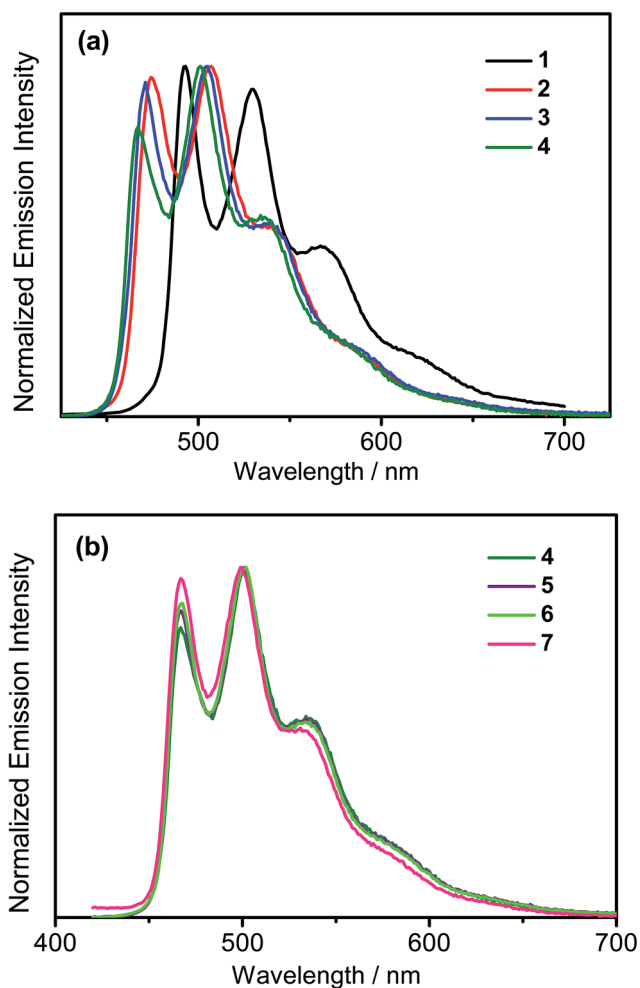 (a)
1
2
3
4
Normalized Emission Intensity
500 600 700
Wavelength / nm
(b)
4
5
6
7
Normalized Emission Intensity
400 500 600 700
Wavelength / nm